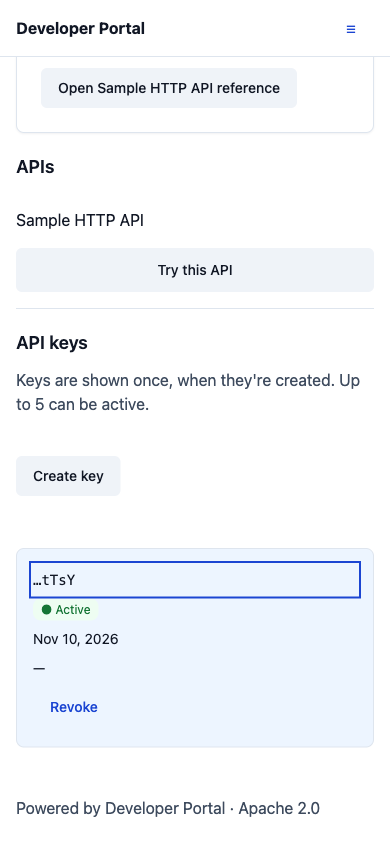 Developer Portal
≡
Open Sample HTTP API reference
APIs
Sample HTTP API
Try this API
API keys
Keys are shown once, when they're created. Up
to 5 can be active.
Create key
…tTsY
Active
Nov 10, 2026
—
Revoke
Powered by Developer Portal · Apache 2.0